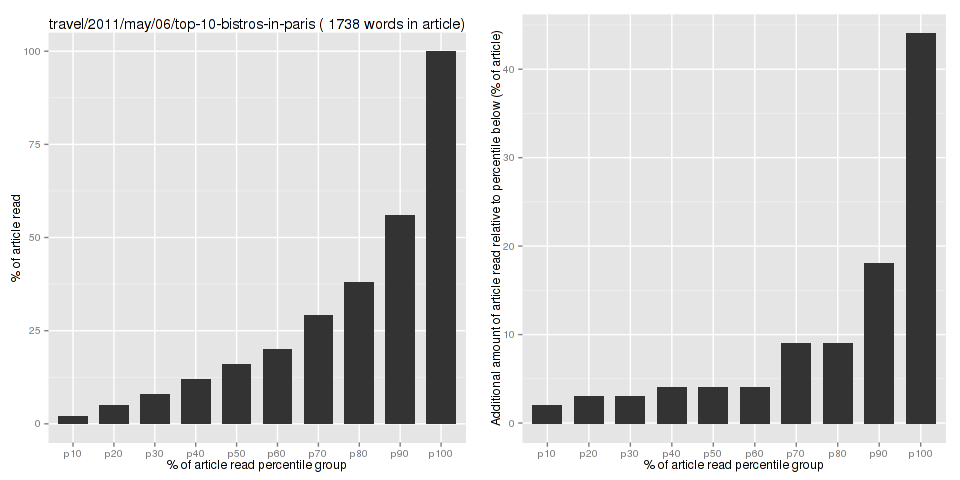 travel/2011/may/06/top-10-bistros-in-paris ( 1738 words in article)
% of article read
100
75
50
25
0
p10 p20 p30 p40 p50 p60 p70 p80 p90 p100
% of article read percentile group
Additional amount of article read relative to percentile below (% of article)
40
30
20
10
0
p10 p20 p30 p40 p50 p60 p70 p80 p90 p100
% of article read percentile group